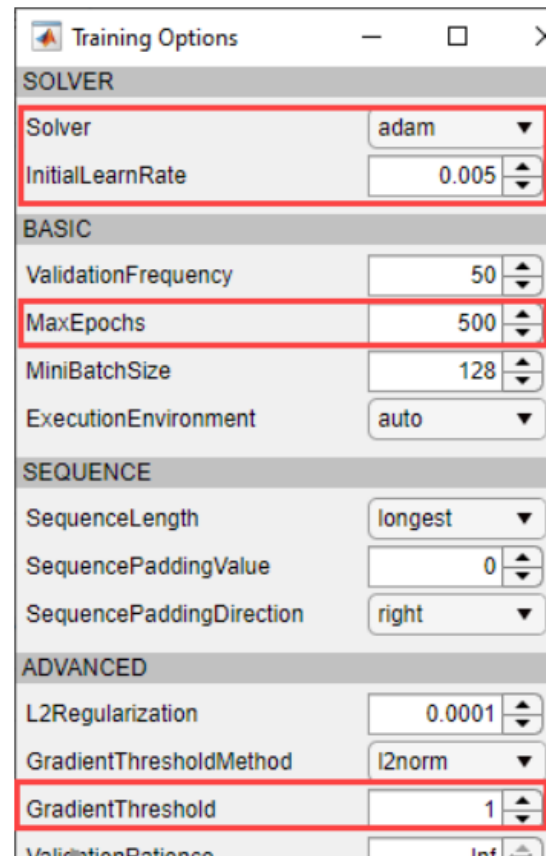 Training Options
SOLVER
Solver adam
InitialLearnRate 0.005
BASIC
ValidationFrequency 50
MaxEpochs 500
MiniBatchSize 128
ExecutionEnvironment auto
SEQUENCE
SequenceLength longest
SequencePaddingValue 0
SequencePaddingDirection right
ADVANCED
L2Regularization 0.0001
GradientThresholdMethod l2norm
GradientThreshold 1
ValidationPatience Inf